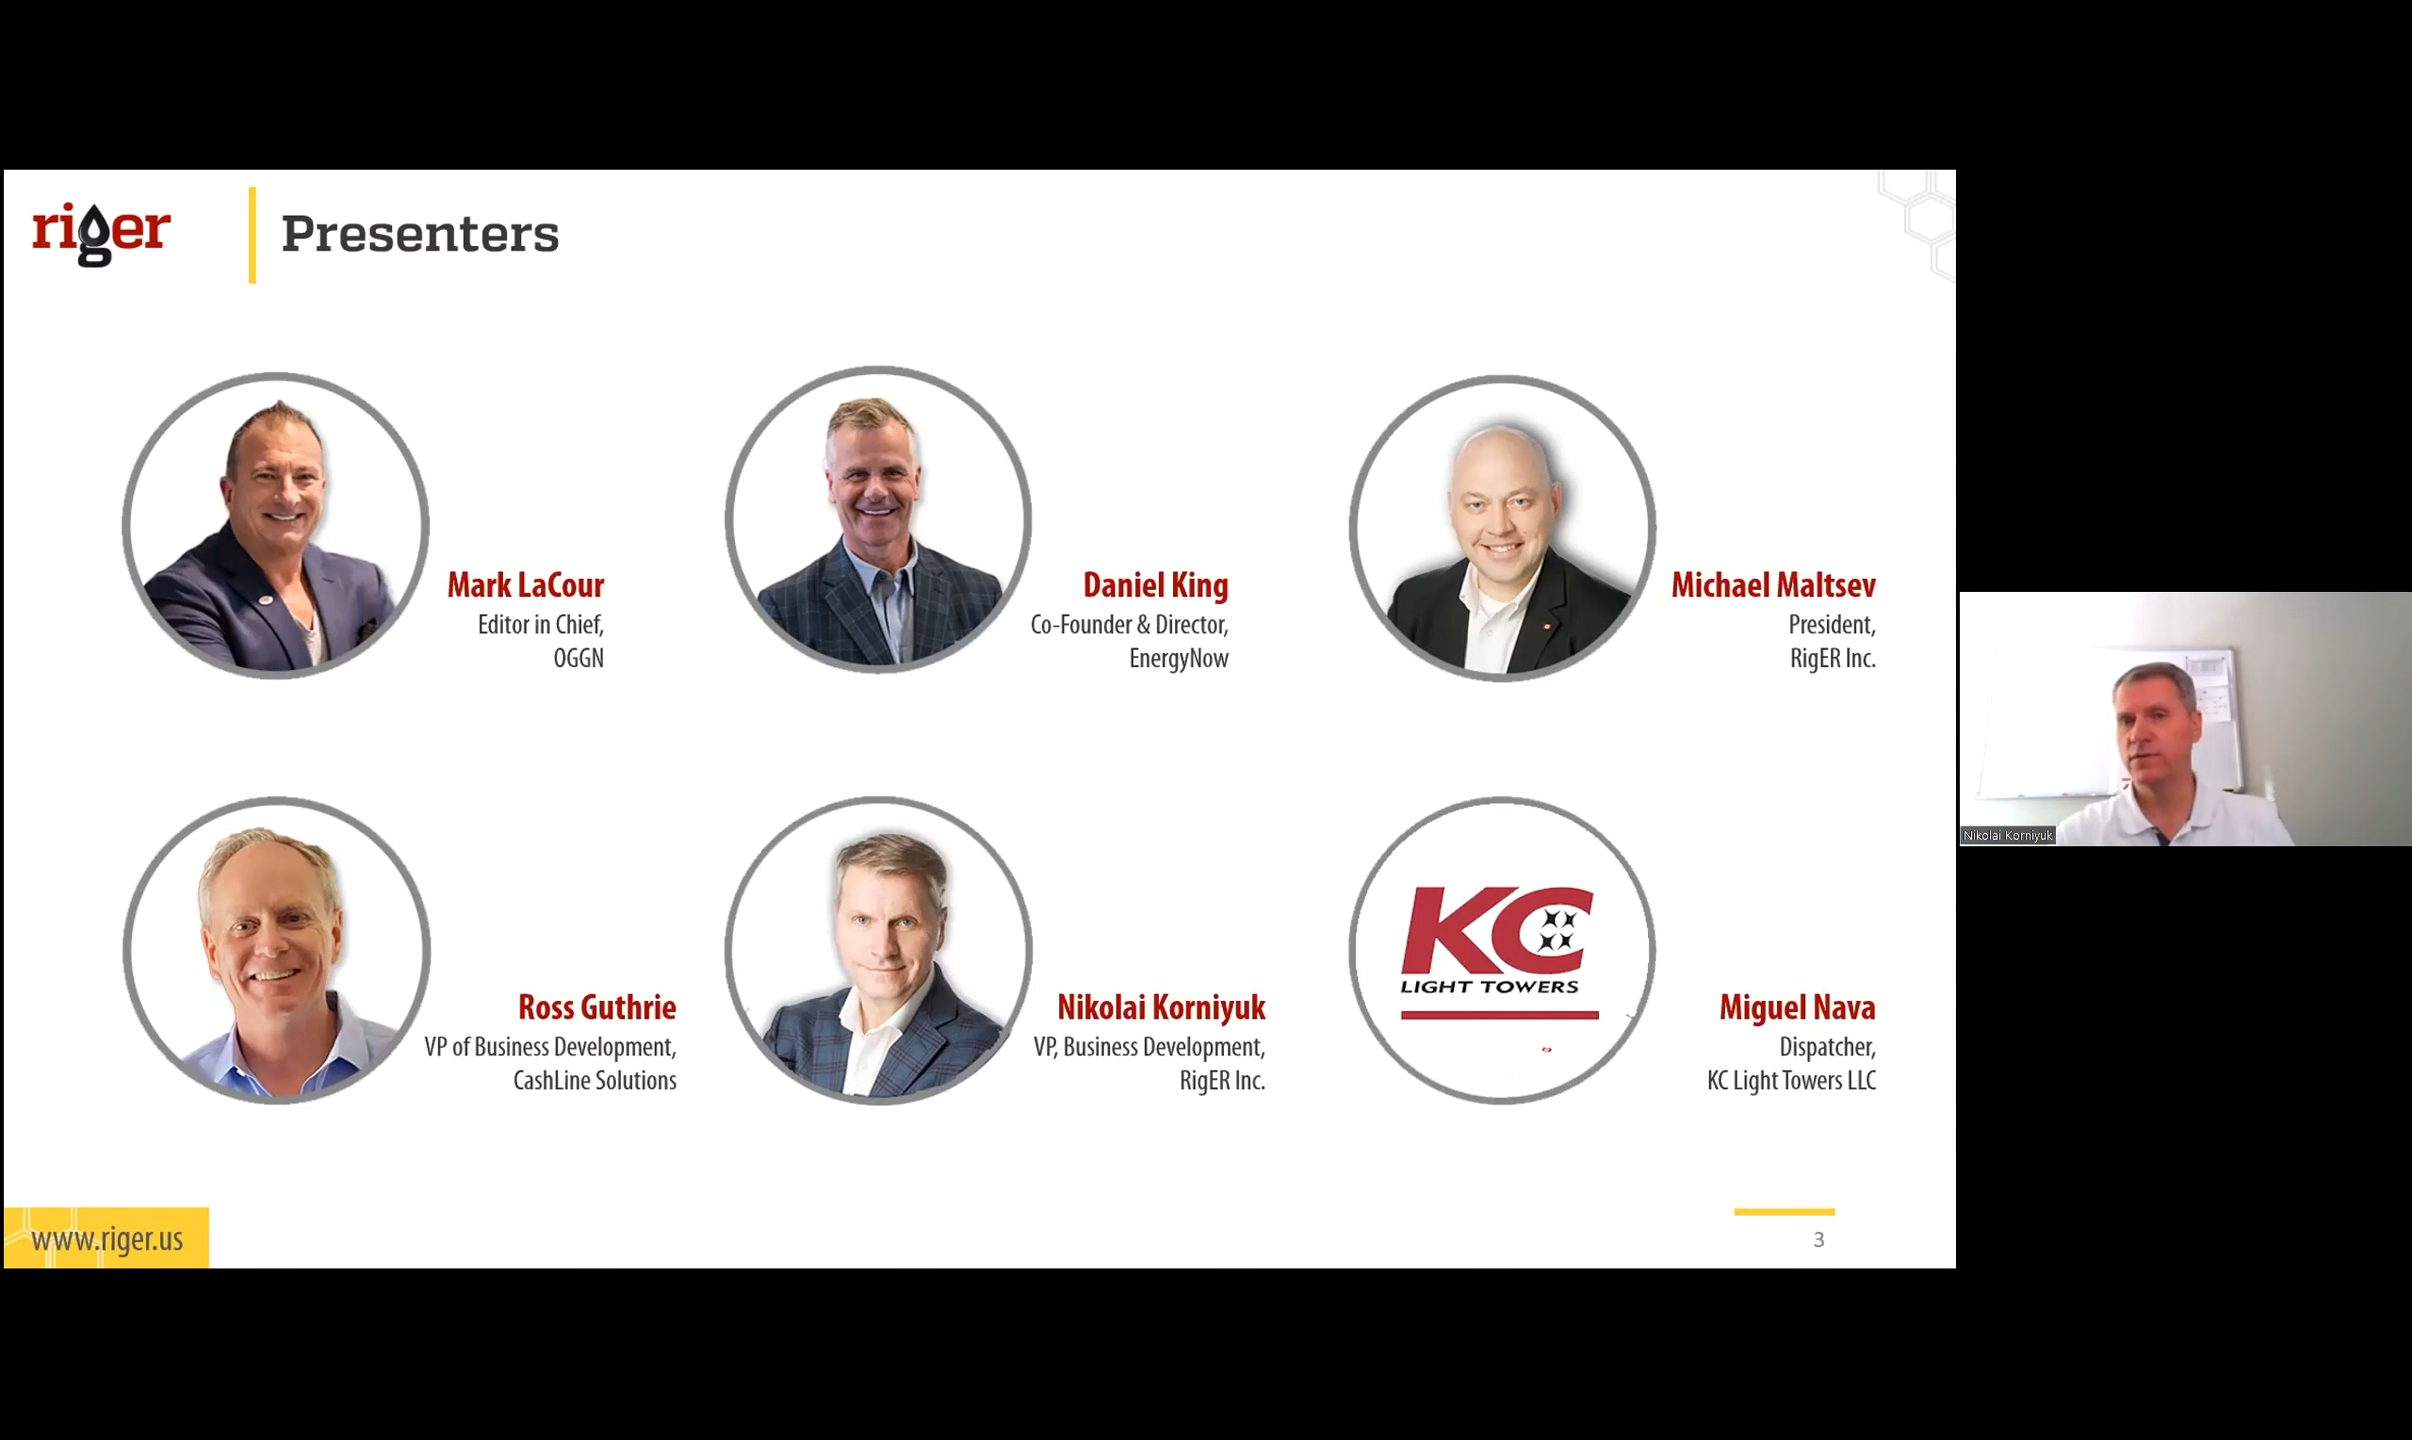 riger
Presenters
Mark LaCour
Editor in Chief,
OGGN
Daniel King
Co-Founder & Director,
EnergyNow
Michael Maltsev
President,
RigER Inc.
Ross Guthrie
VP of Business Development,
CashLine Solutions
Nikolai Korniyuk
VP, Business Development,
RigER Inc.
KC
LIGHT TOWERS
Miguel Nava
Dispatcher,
KC Light Towers LLC
Nikolai Korniyuk
www.riger.us
3